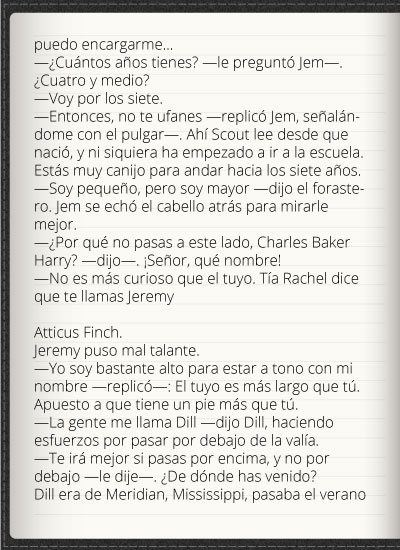 puedo encargarme...
—¿Cuántos años tienes? —le preguntó Jem—.
¿Cuatro y medio?
—Voy por los siete.
—Entonces, no te ufanes —replicó Jem, señalán-
dome con el pulgar—. Ahí Scout lee desde que
nació, y ni siquiera ha empezado a ir a la escuela.
Estás muy canijo para andar hacia los siete años.
—Soy pequeño, pero soy mayor —dijo el foraste-
ro. Jem se echó el cabello atrás para mirarle
mejor.
—¿Por qué no pasas a este lado, Charles Baker
Harry? —dijo—. ¡Señor, qué nombre!
—No es más curioso que el tuyo. Tía Rachel dice
que te llamas Jeremy
Atticus Finch.
Jeremy puso mal talante.
—Yo soy bastante alto para estar a tono con mi
nombre —replicó—: El tuyo es más largo que tú.
Apuesto a que tiene un pie más que tú.
—La gente me llama Dill —dijo Dill, haciendo
esfuerzos por pasar por debajo de la valía.
—Te irá mejor si pasas por encima, y no por
debajo —le dije—. ¿De dónde has venido?
Dill era de Meridian, Mississippi, pasaba el verano